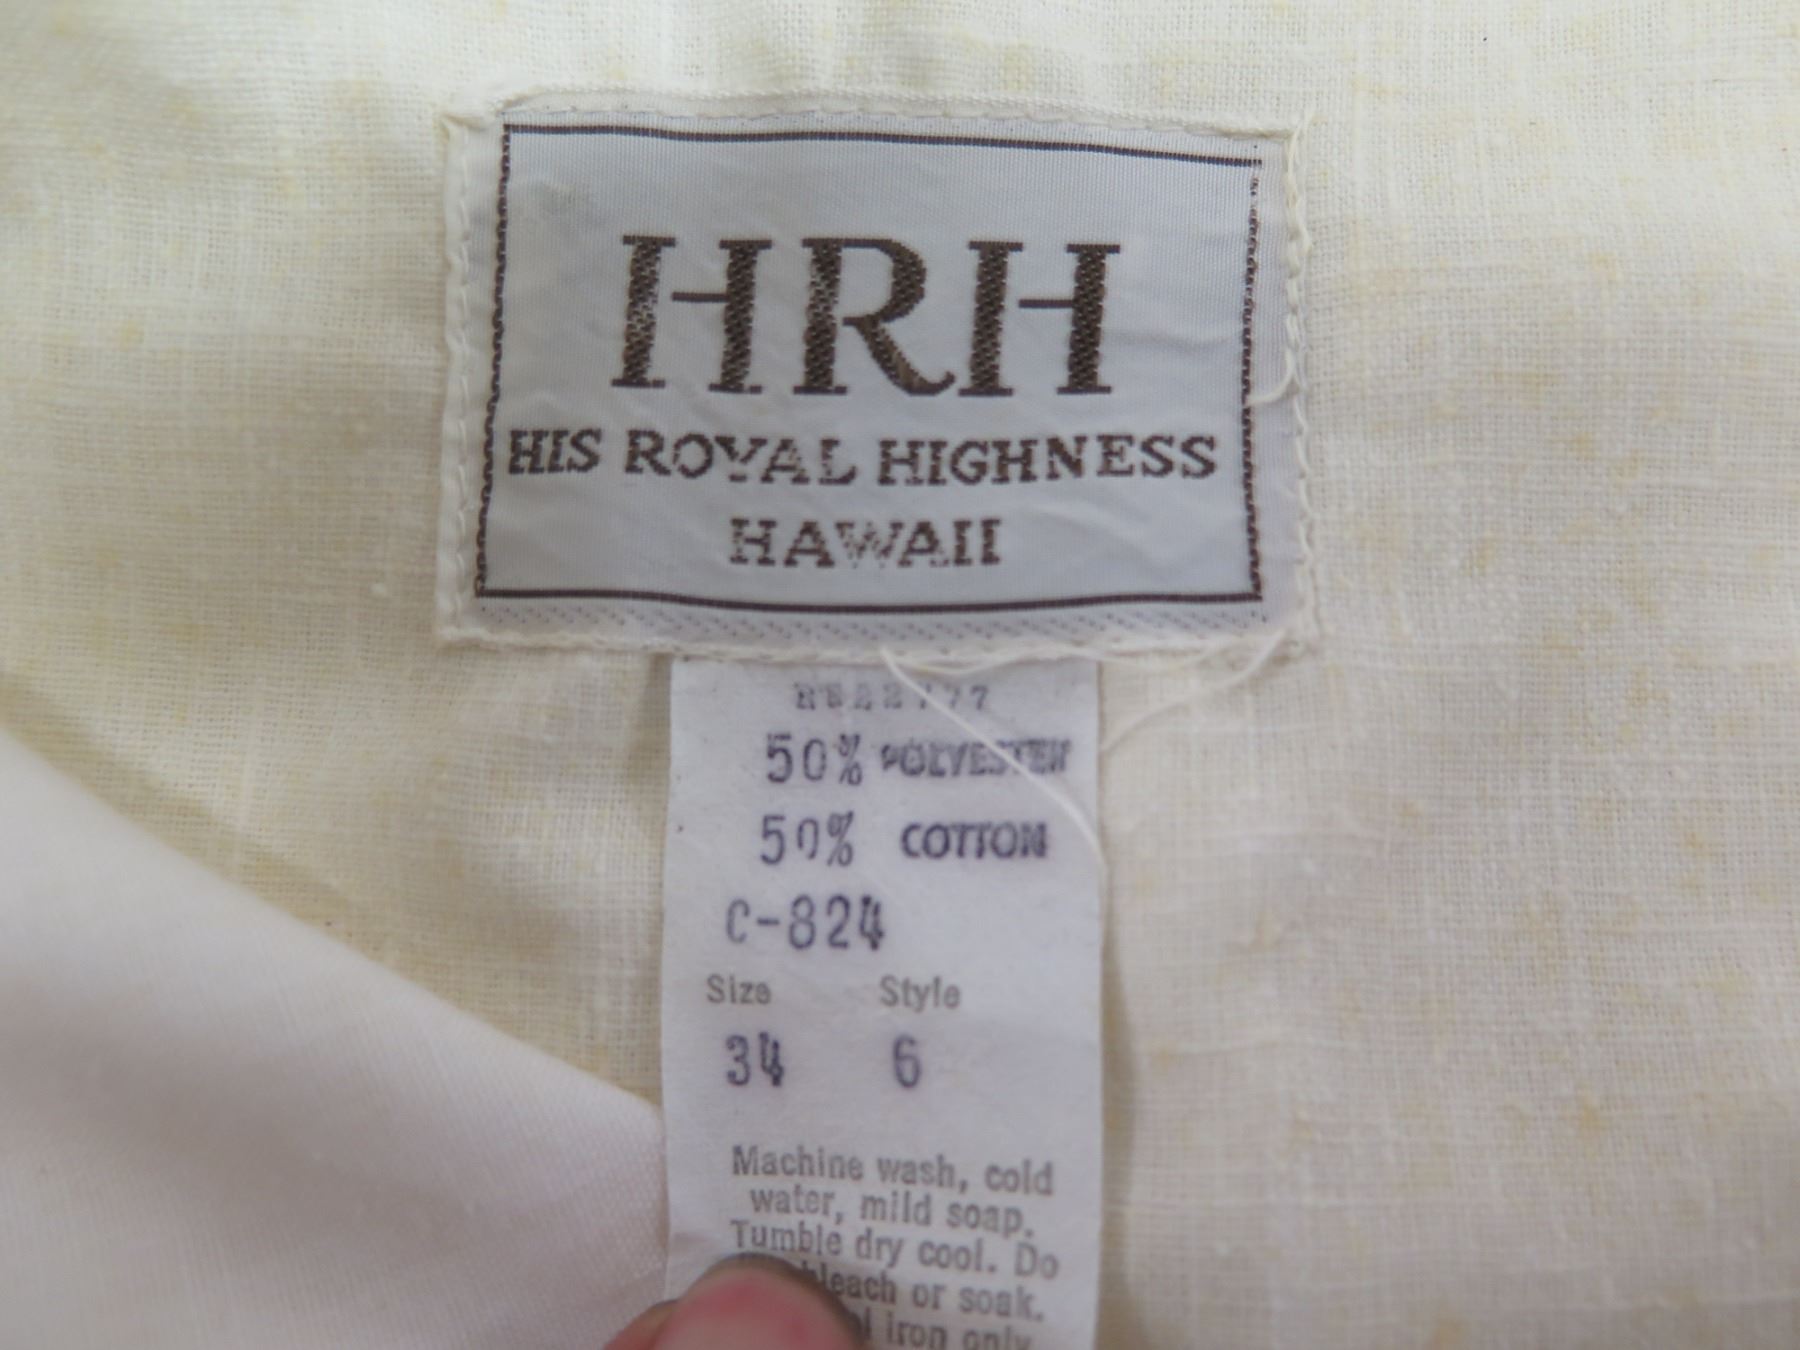 HRH
HIS ROYAL HIGHNESS
HAWAII
50% POLYESTER
50% COTTON
C-824
Size Style
34 6
Machine wash, cold
water, mild soap.
Tumble dry cool. Do
bleach or soak.
iron only